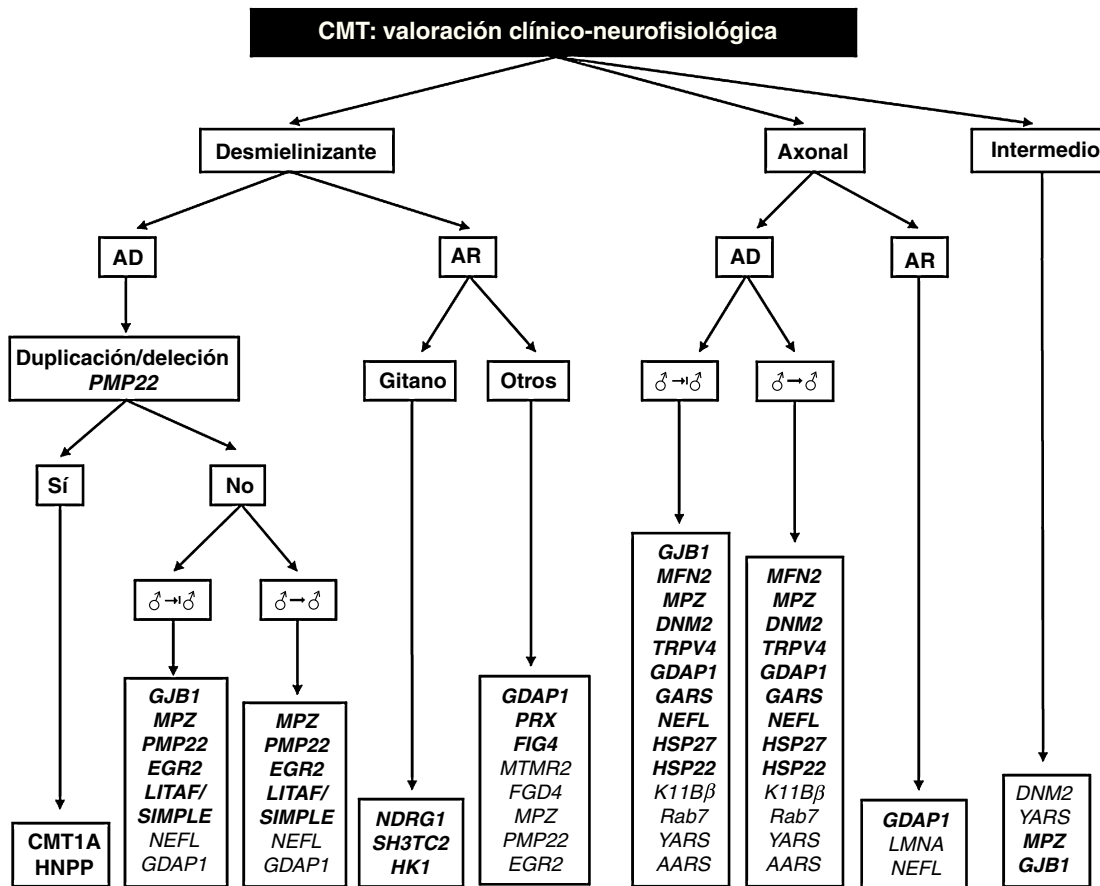 CMT: valoración clínico-neurofisiológica
Desmielinizante
Axonal
Intermedio
AD
AR
AD
AR
Duplicación/deleción
PMP22
Gitano
Otros
♂→ı♂
♂→♂
Sí
No
♂→ı♂
♂→♂
CMT1A
HNPP
GJB1
MPZ
PMP22
EGR2
LITAF/
SIMPLE
NEFL
GDAP1
MPZ
PMP22
EGR2
LITAF/
SIMPLE
NEFL
GDAP1
NDRG1
SH3TC2
HK1
GDAP1
PRX
FIG4
MTMR2
FGD4
MPZ
PMP22
EGR2
GJB1
MFN2
MPZ
DNM2
TRPV4
GDAP1
GARS
NEFL
HSP27
HSP22
K11Bβ
Rab7
YARS
AARS
MFN2
MPZ
DNM2
TRPV4
GDAP1
GARS
NEFL
HSP27
HSP22
K11Bβ
Rab7
YARS
AARS
GDAP1
LMNA
NEFL
DNM2
YARS
MPZ
GJB1